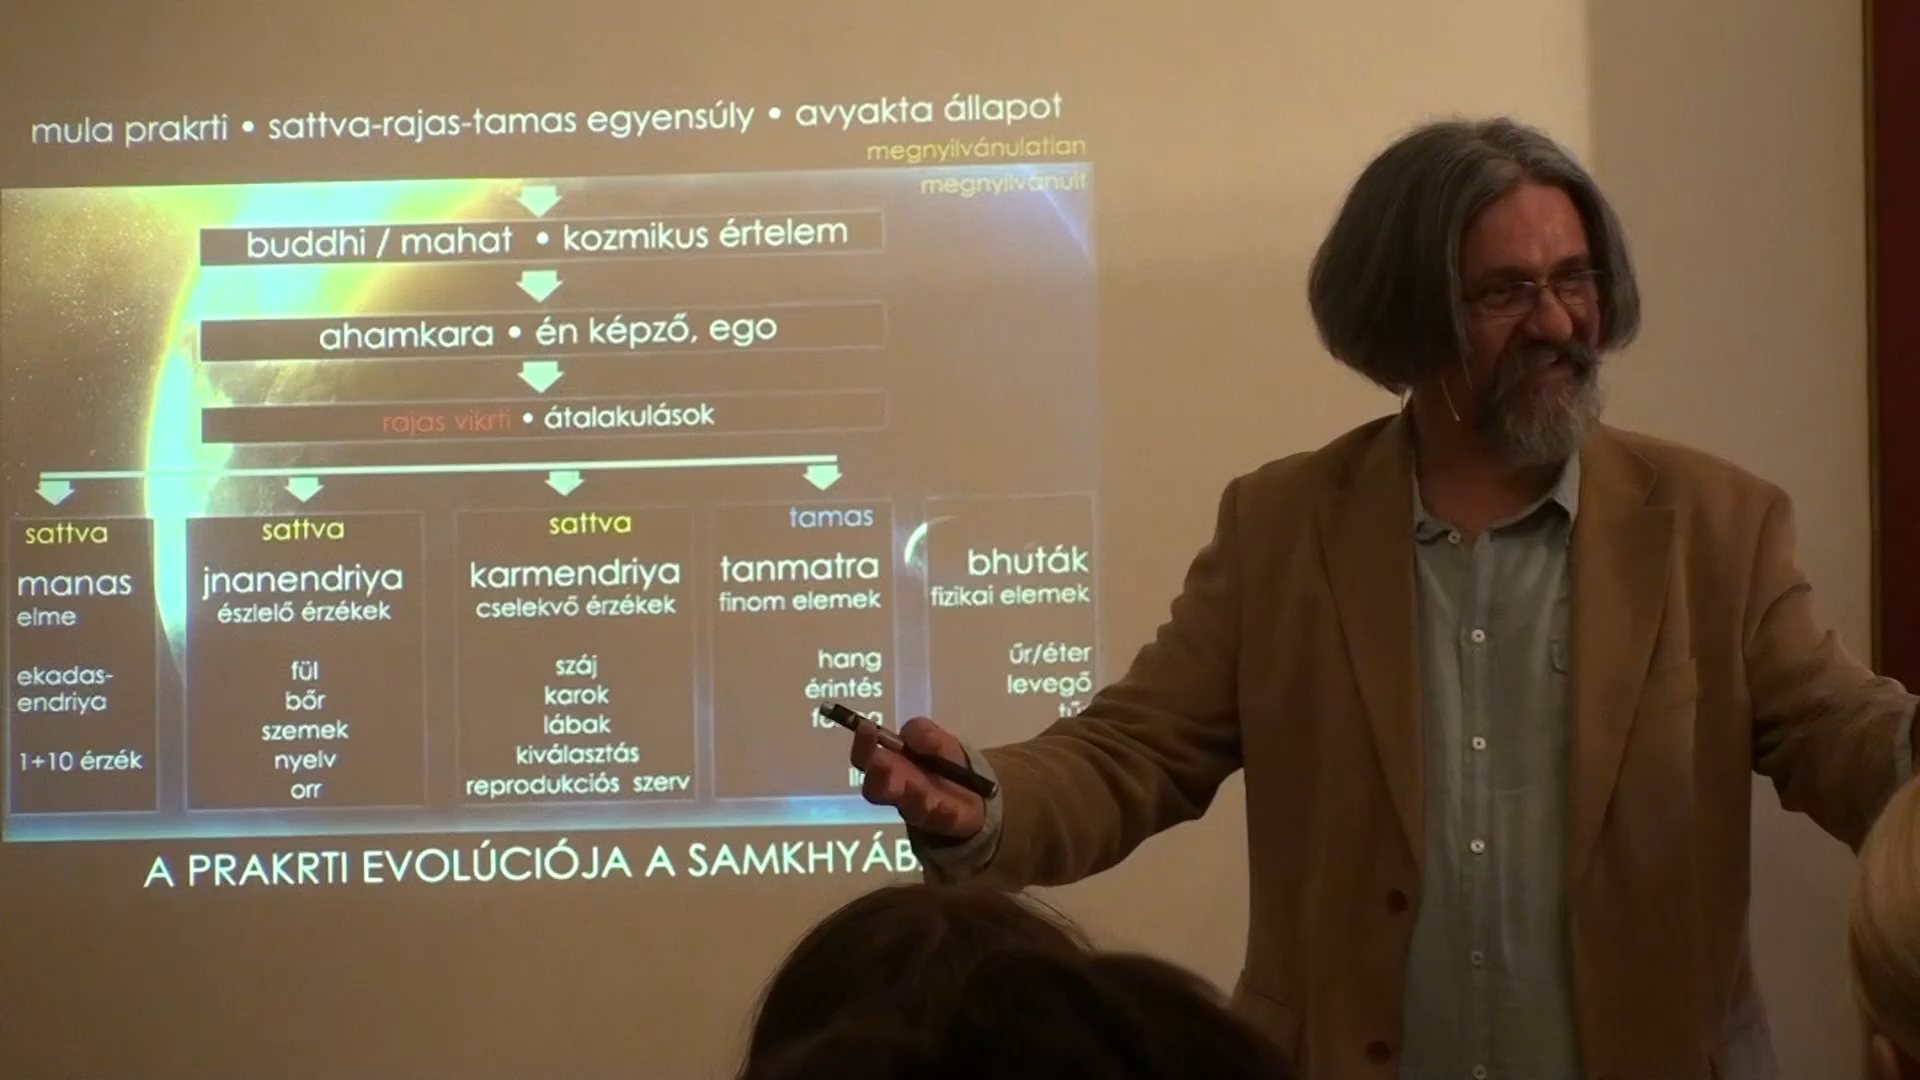 mula prakrti • sattva-rajas-tamas egyensúly • avyakta állapot
megnyilvánulatlan
megnyilvánult
buddhi / mahat • kozmikus értelem
ahamkara • én képző, ego
rajas vikrti • átalakulások
sattva
manas
elme
ekadas-
endriya
1+10 érzék
sattva
jnanendriya
észlelő érzékek
fül
bőr
szemek
nyelv
orr
sattva
karmendriya
cselekvő érzékek
száj
karok
lábak
kiválasztás
reprodukciós szerv
tamas
tanmatra
finom elemek
hang
érintés
bhuták
fizikai elemek
űr/éter
levegő
A PRAKRTI EVOLÚCIÓJA A